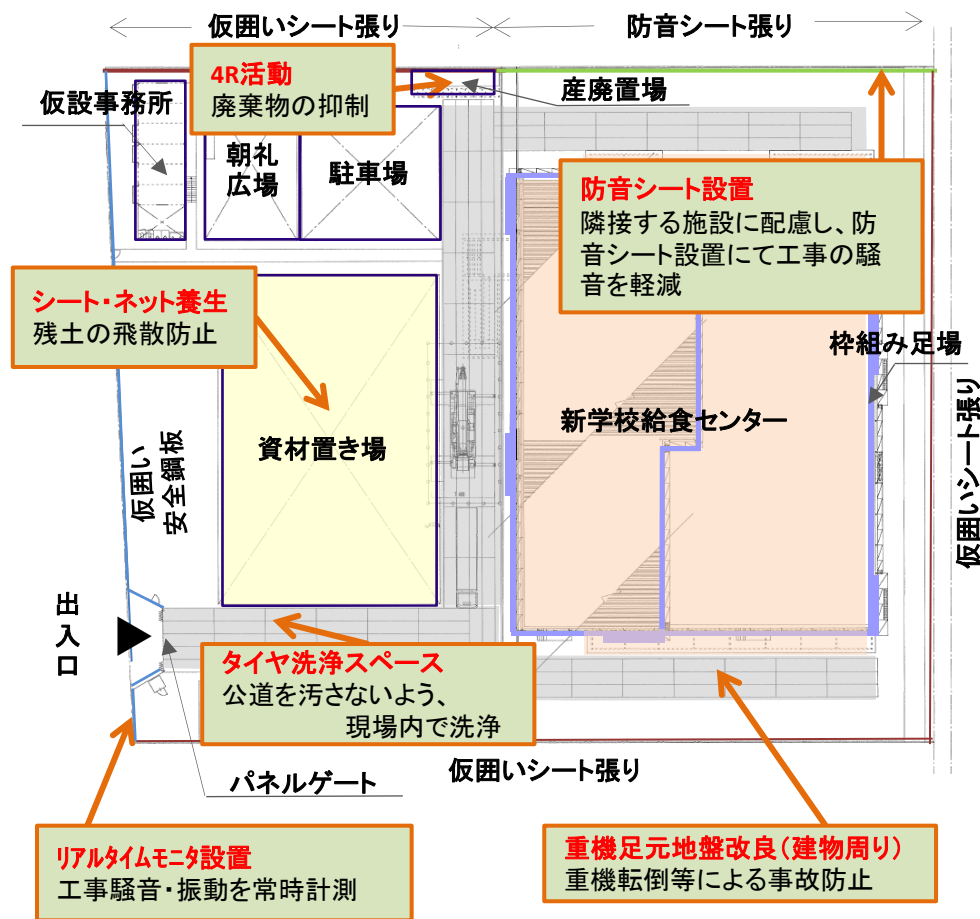 仮囲いシート張り
防音シート張り
4R活動
廃棄物の抑制
仮設事務所
産廃置場
朝礼
広場
駐車場
防音シート設置
隣接する施設に配慮し、防
音シート設置にて工事の騒
音を軽減
シート・ネット養生
残土の飛散防止
枠組み足場
新学校給食センター
資材置き場
仮囲い
安全鋼板
仮囲いシート張り
出
入
口
タイヤ洗浄スペース
公道を汚さないよう、
現場内で洗浄
仮囲いシート張り
パネルゲート
リアルタイムモニタ設置
工事騒音・振動を常時計測
重機足元地盤改良(建物周り)
重機転倒等による事故防止